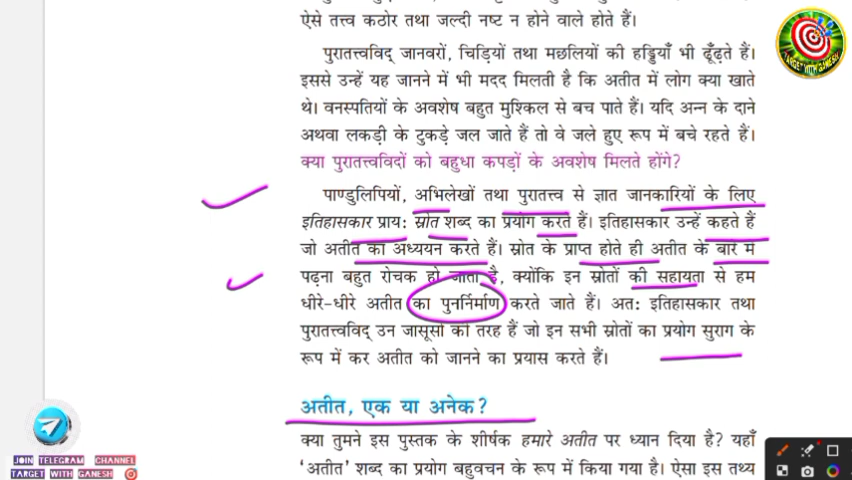 ऐसे तत्त्व कठोर तथा जल्दी नष्ट न होने वाले होते हैं।
पुरातत्त्वविद् जानवरों, चिड़ियों तथा मछलियों की हड्डियाँ भी ढूँढ़ते हैं।
इससे उन्हें यह जानने में भी मदद मिलती है कि अतीत में लोग क्या खाते
थे। वनस्पतियों के अवशेष बहुत मुश्किल से बच पाते हैं। यदि अन्न के दाने
अथवा लकड़ी के टुकड़े जल जाते हैं तो वे जले हुए रूप में बचे रहते हैं।
क्या पुरातत्त्वविदों को बहुधा कपड़ों के अवशेष मिलते होंगे?
पाण्डुलिपियों, अभिलेखों तथा पुरातत्त्व से ज्ञात जानकारियों के लिए
इतिहासकार प्राय: स्रोत शब्द का प्रयोग करते हैं। इतिहासकार उन्हें कहते हैं
जो अतीत का अध्ययन करते हैं। स्रोत के प्राप्त होते ही अतीत के बारे में
पढ़ना बहुत रोचक हो जाता है, क्योंकि इन स्रोतों की सहायता से हम
धीरे-धीरे अतीत का पुनर्निर्माण करते जाते हैं। अत: इतिहासकार तथा
पुरातत्त्वविद् उन जासूसों की तरह हैं जो इन सभी स्रोतों का प्रयोग सुराग के
रूप में कर अतीत को जानने का प्रयास करते हैं।
अतीत, एक या अनेक?
क्या तुमने इस पुस्तक के शीर्षक हमारे अतीत पर ध्यान दिया है? यहाँ
'अतीत' शब्द का प्रयोग बहुवचन के रूप में किया गया है। ऐसा इस तथ्य
TARGET WITH GANESH
JOIN TELEGRAM CHANNEL
TARGET WITH GANESH